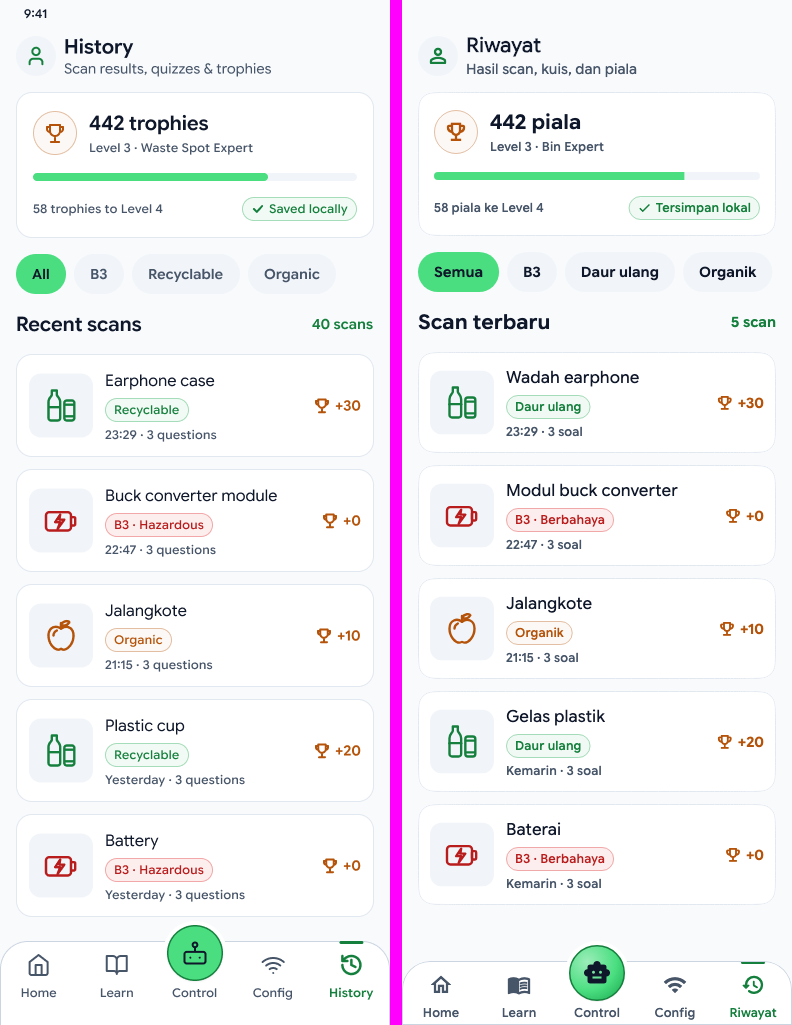 9:41
History
Scan results, quizzes & trophies
442 trophies
Level 3 · Waste Spot Expert
58 trophies to Level 4
Saved locally
All
B3
Recyclable
Organic
Recent scans
40 scans
Earphone case
Recyclable
+30
23:29 · 3 questions
Buck converter module
B3 · Hazardous
+0
22:47 · 3 questions
Jalangkote
Organic
+10
21:15 · 3 questions
Plastic cup
Recyclable
+20
Yesterday · 3 questions
Battery
B3 · Hazardous
+0
Yesterday · 3 questions
Home
Learn
Control
Config
History
Riwayat
Hasil scan, kuis, dan piala
442 piala
Level 3 · Bin Expert
58 piala ke Level 4
Tersimpan lokal
Semua
B3
Daur ulang
Organik
Scan terbaru
5 scan
Wadah earphone
Daur ulang
+30
23:29 · 3 soal
Modul buck converter
B3 · Berbahaya
+0
22:47 · 3 soal
Jalangkote
Organik
+10
21:15 · 3 soal
Gelas plastik
Daur ulang
+20
Kemarin · 3 soal
Baterai
B3 · Berbahaya
+0
Kemarin · 3 soal
Home
Learn
Control
Config
Riwayat